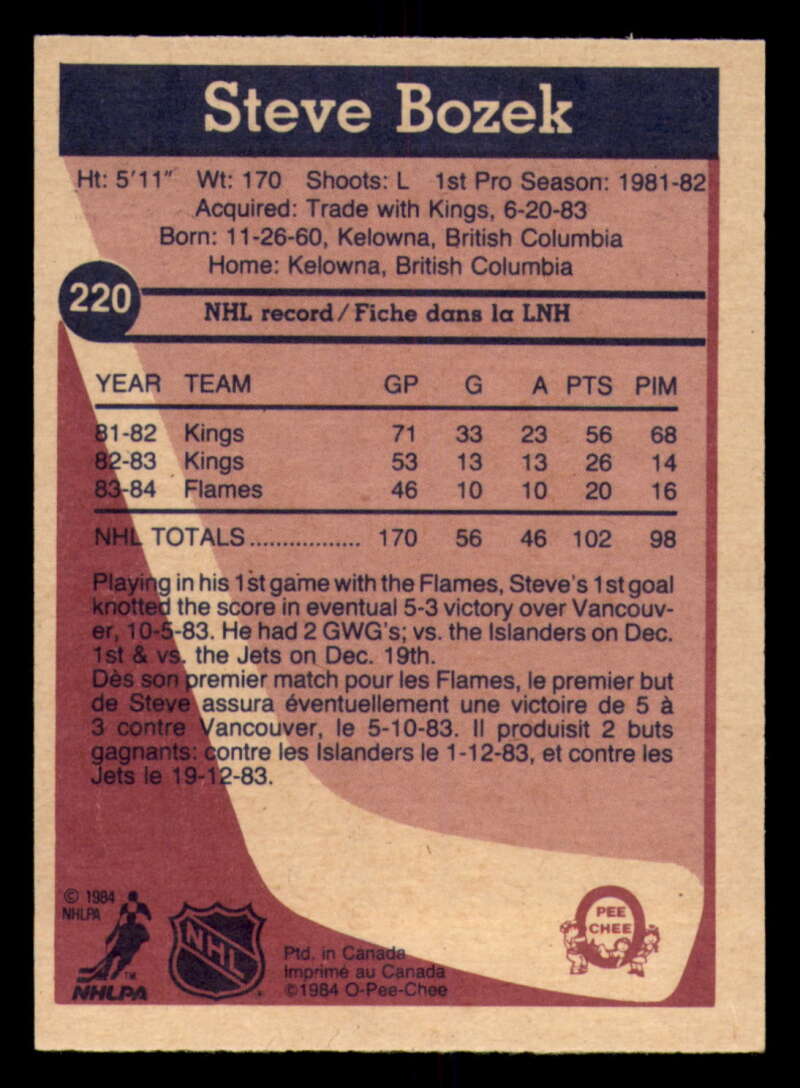 Steve Bozek
Ht: 5'11" Wt: 170 Shoots: L 1st Pro Season: 1981-82
Acquired: Trade with Kings, 6-20-83
Born: 11-26-60, Kelowna, British Columbia
Home: Kelowna, British Columbia
220
NHL record/Fiche dans la LNH
YEAR TEAM GP G A PTS PIM
81-82 Kings 71 33 23 56 68
82-83 Kings 53 13 13 26 14
83-84 Flames 46 10 10 20 16
NHL TOTALS................. 170 56 46 102 98
Playing in his 1st game with the Flames, Steve's 1st goal
knotted the score in eventual 5-3 victory over Vancouv-
er, 10-5-83. He had 2 GWG's; vs. the Islanders on Dec.
1st & vs. the Jets on Dec. 19th.
Dès son premier match pour les Flames, le premier but
de Steve assura éventuellement une victoire de 5 à
3 contre Vancouver, le 5-10-83. Il produisit 2 buts
gagnants: contre les Islanders le 1-12-83, et contre les
Jets le 19-12-83.
© 1984
NHLPA
TM
NHLPA
NHL
Ptd. in Canada
Imprimé au Canada
©1984 O-Pee-Chee
PEE
CHEE